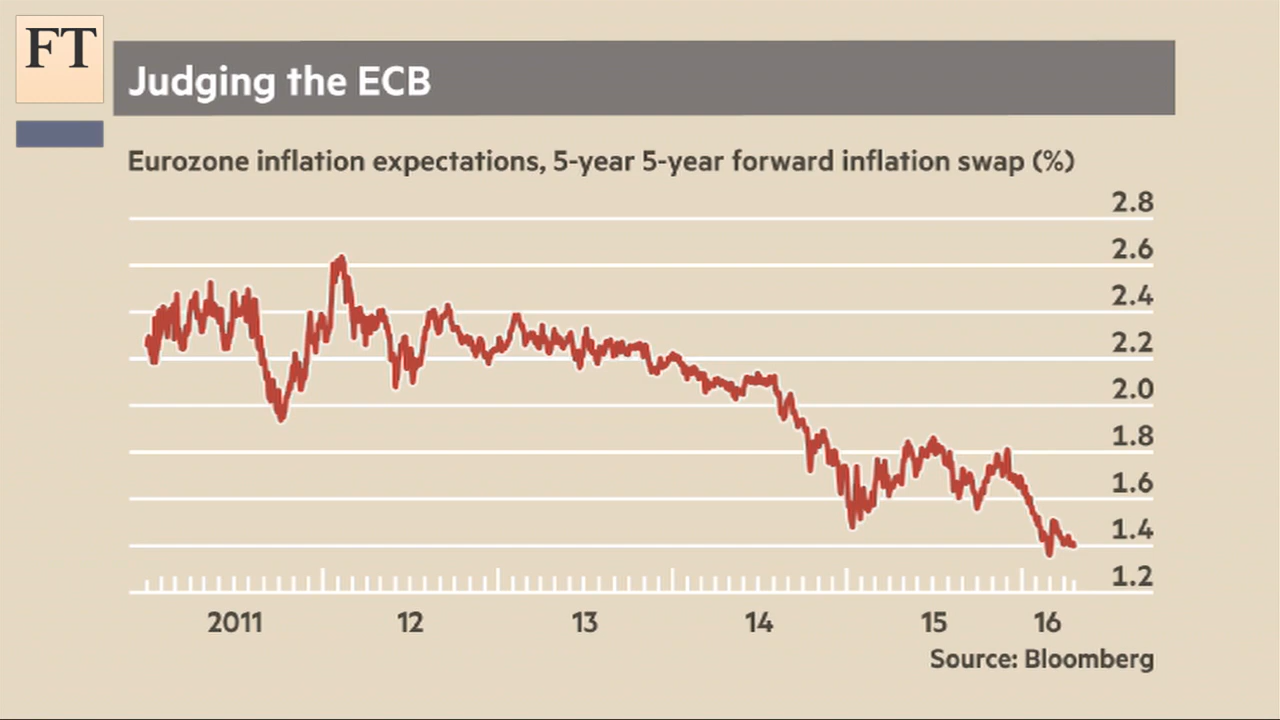 FT
Judging the ECB
Eurozone inflation expectations, 5-year 5-year forward inflation swap (%)
2.8
2.6
2.4
2.2
2.0
1.8
1.6
1.4
1.2
2011 12 13 14 15 16
Source: Bloomberg